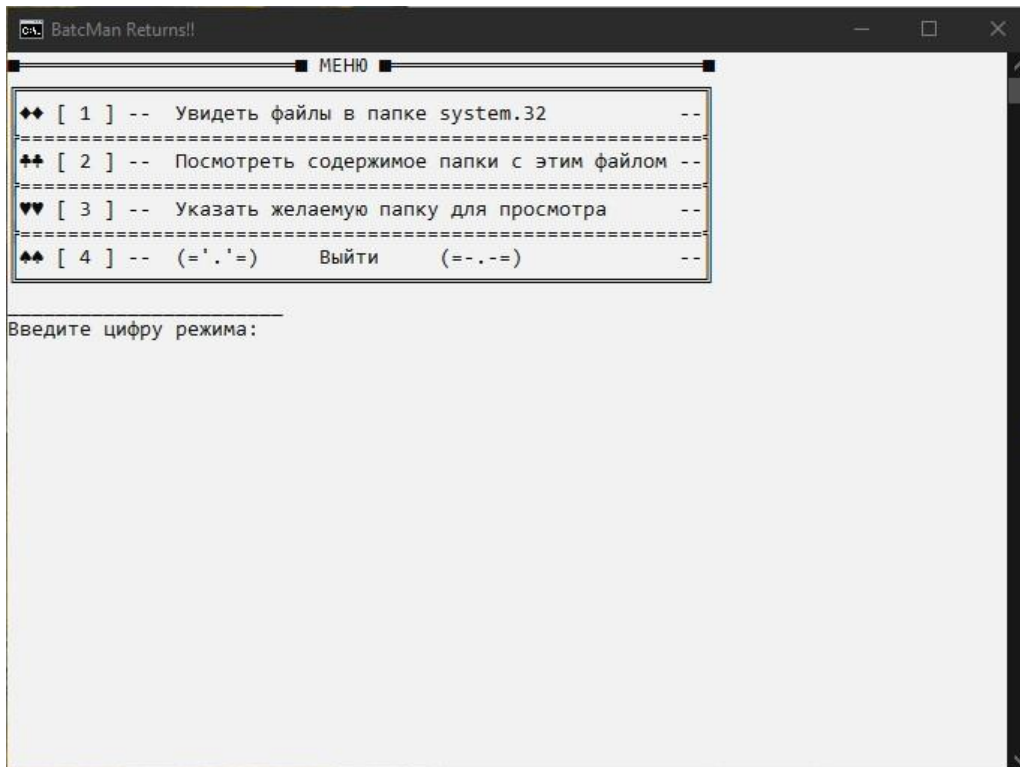 BatcMan Returns!!
МЕНЮ
♦♦ [ 1 ] -- Увидеть файлы в папке system.32 --
♣♣ [ 2 ] -- Посмотреть содержимое папки с этим файлом --
♥♥ [ 3 ] -- Указать желаемую папку для просмотра --
♠♠ [ 4 ] -- (='.'=) Выйти (=-.-=) --
Введите цифру режима: